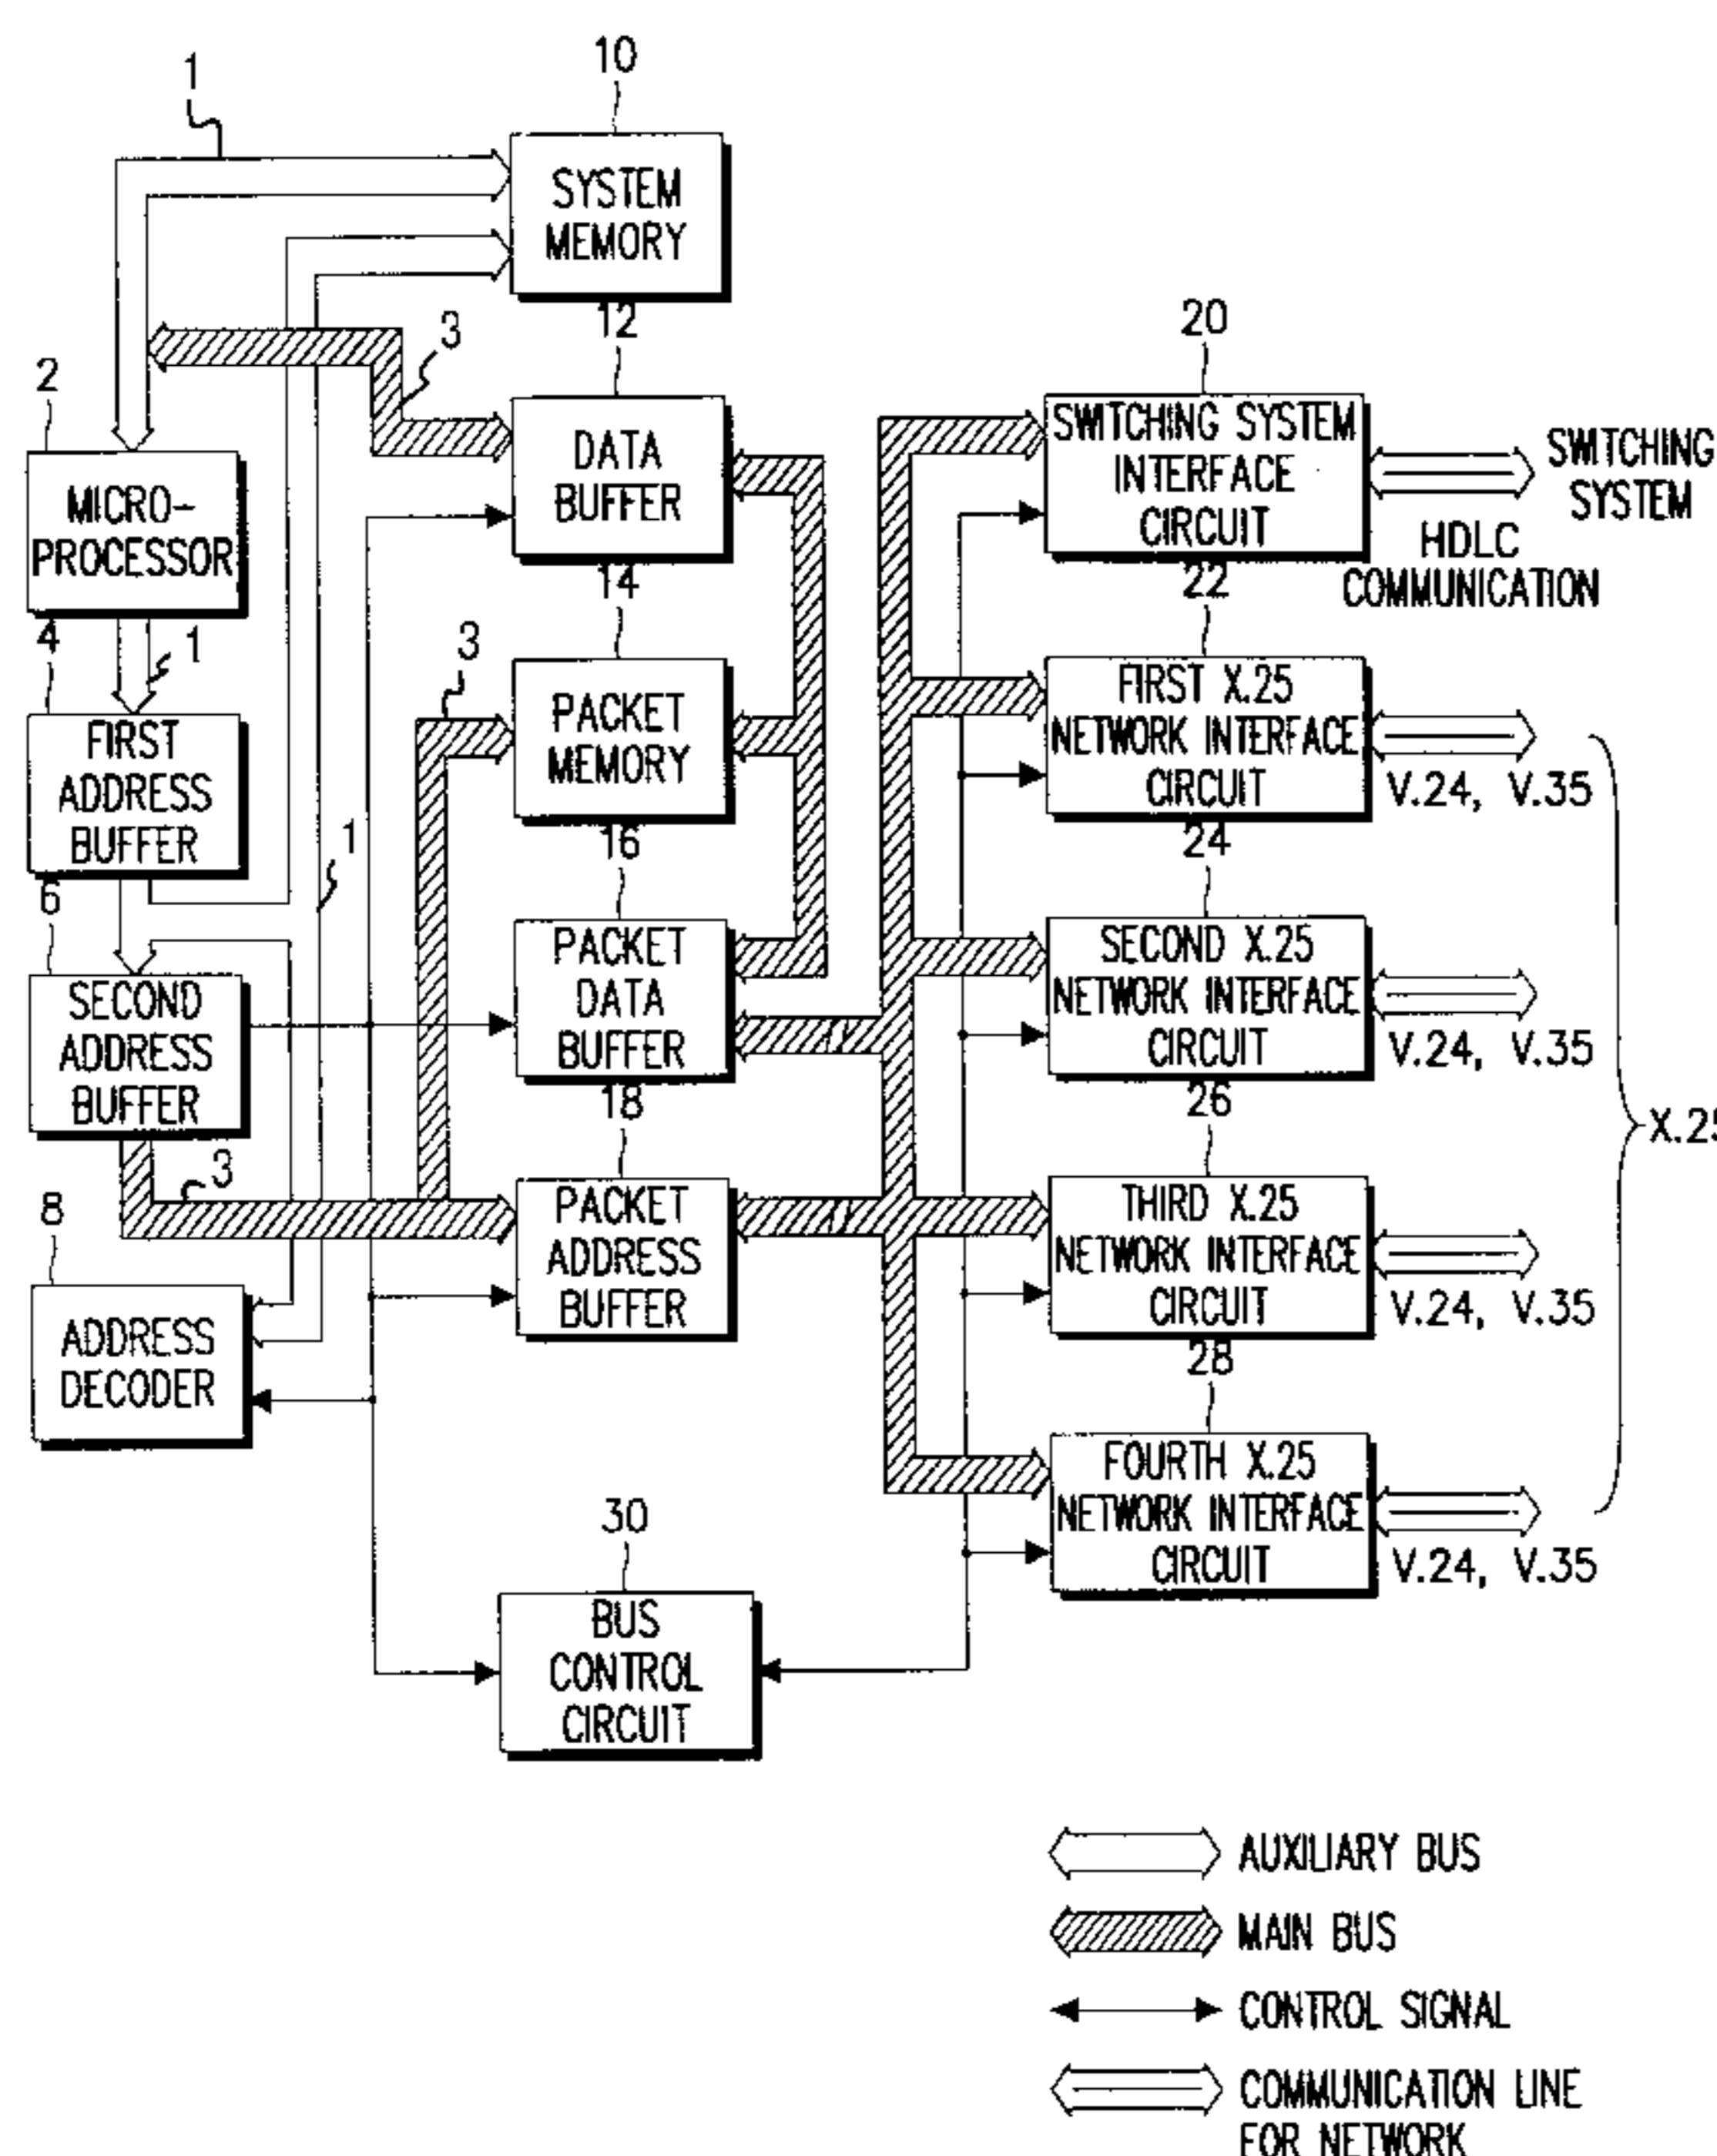 1
10
SYSTEM
MEMORY
12
3
2
MICRO-
PROCESSOR
DATA
BUFFER
20
SWITCHING SYSTEM
INTERFACE
CIRCUIT
SWITCHING
SYSTEM
HDLC
COMMUNICATION
4
1
14
22
FIRST
ADDRESS
BUFFER
3
PACKET
MEMORY
FIRST X.25
NETWORK INTERFACE
CIRCUIT
V.24, V.35
6
1
16
24
SECOND
ADDRESS
BUFFER
PACKET
DATA
BUFFER
SECOND X.25
NETWORK INTERFACE
CIRCUIT
V.24, V.35
X.25
8
3
18
26
ADDRESS
DECODER
PACKET
ADDRESS
BUFFER
THIRD X.25
NETWORK INTERFACE
CIRCUIT
V.24, V.35
28
FOURTH X.25
NETWORK INTERFACE
CIRCUIT
V.24, V.35
30
BUS
CONTROL
CIRCUIT
AUXILIARY BUS
MAIN BUS
CONTROL SIGNAL
COMMUNICATION LINE
FOR NETWORK